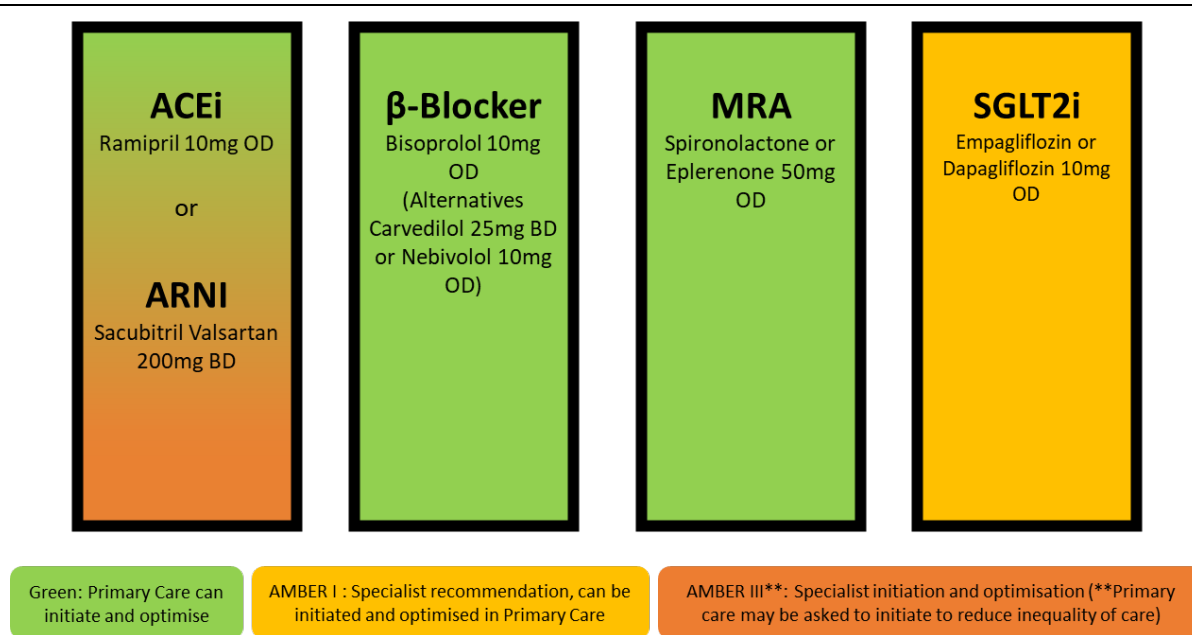 ACEi
Ramipril 10mg OD
or
ARNI
Sacubitril Valsartan
200mg BD
β-Blocker
Bisoprolol 10mg
OD
(Alternatives
Carvedilol 25mg BD
or Nebivolol 10mg
OD)
MRA
Spironolactone or
Eplerenone 50mg
OD
SGLT2i
Empagliflozin or
Dapagliflozin 10mg
OD
Green: Primary Care can
initiate and optimise
AMBER I : Specialist recommendation, can be
initiated and optimised in Primary Care
AMBER III**: Specialist initiation and optimisation (**Primary
care may be asked to initiate to reduce inequality of care)